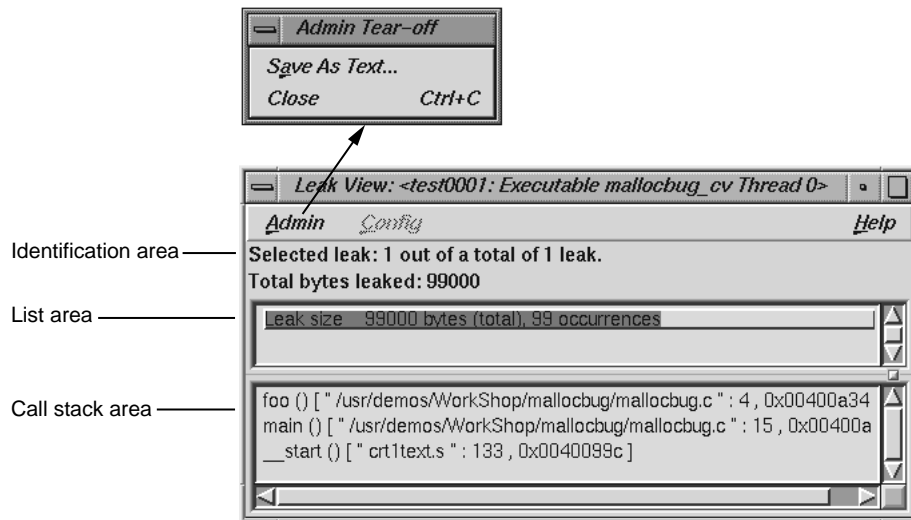 Admin Tear-off
Save As Text...
Close Ctrl+C
Leak View: <test0001: Executable mallocbug_cv Thread 0>
Admin Config Help
Identification area
Selected leak: 1 out of a total of 1 leak.
Total bytes leaked: 99000
List area
Leak size 99000 bytes (total), 99 occurrences
Call stack area
foo () [ " /usr/demos/WorkShop/mallocbug/mallocbug.c " : 4 , 0x00400a34
main () [ " /usr/demos/WorkShop/mallocbug/mallocbug.c " : 15 , 0x00400a
__start () [ " crt1text.s " : 133 , 0x0040099c ]